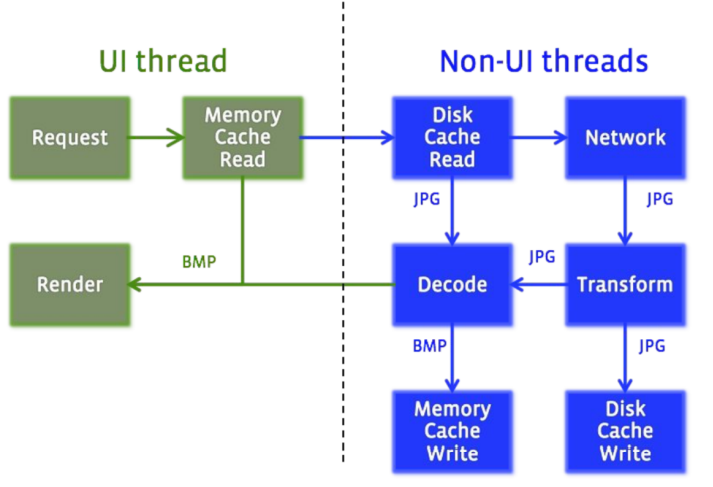 UI thread
Non-UI threads
Request
Memory
Cache
Read
Disk
Cache
Read
Network
JPG
JPG
BMP
JPG
Render
Decode
Transform
BMP
JPG
Memory
Cache
Write
Disk
Cache
Write